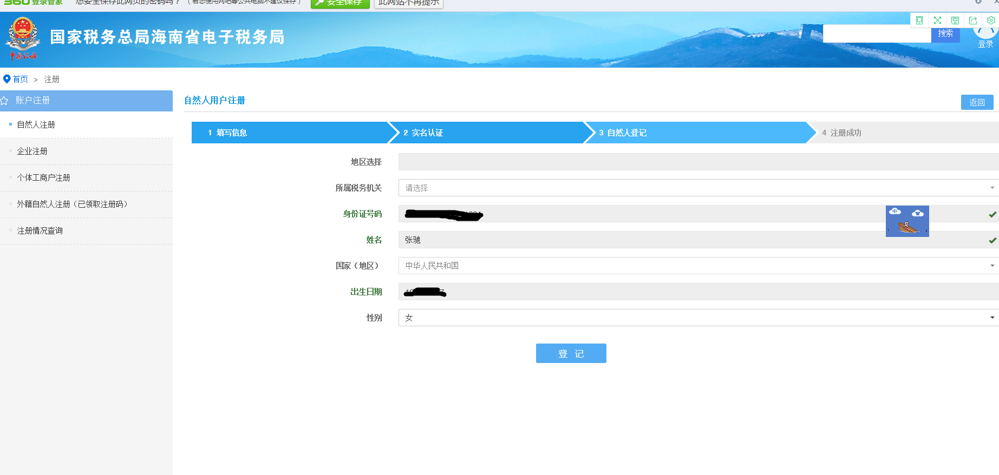 360登录管家 您要安全保存此网页的密码吗？（若您使用网吧等公共电脑不建议保存） 安全保存 此网站不再提示
国家税务总局海南省电子税务局
中国税务
搜索
登录
首页 > 注册
账户注册
自然人用户注册
返回
自然人注册
企业注册
个体工商户注册
外籍自然人注册（已领取注册码）
注册情况查询
1 填写信息 2 实名认证 3 自然人登记 4 注册成功
地区选择
所属税务机关 请选择
身份证号码
中
姓名 张驰
国家（地区） 中华人民共和国
出生日期
性别 女
登 记